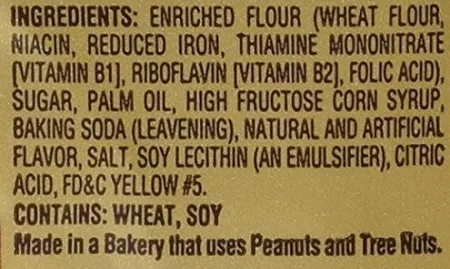 INGREDIENTS: ENRICHED FLOUR (WHEAT FLOUR,
NIACIN, REDUCED IRON, THIAMINE MONONITRATE
[VITAMIN B1], RIBOFLAVIN [VITAMIN B2], FOLIC ACID),
SUGAR, PALM OIL, HIGH FRUCTOSE CORN SYRUP,
BAKING SODA (LEAVENING), NATURAL AND ARTIFICIAL
FLAVOR, SALT, SOY LECITHIN (AN EMULSIFIER), CITRIC
ACID, FD&C YELLOW #5.
CONTAINS: WHEAT, SOY
Made in a Bakery that uses Peanuts and Tree Nuts.